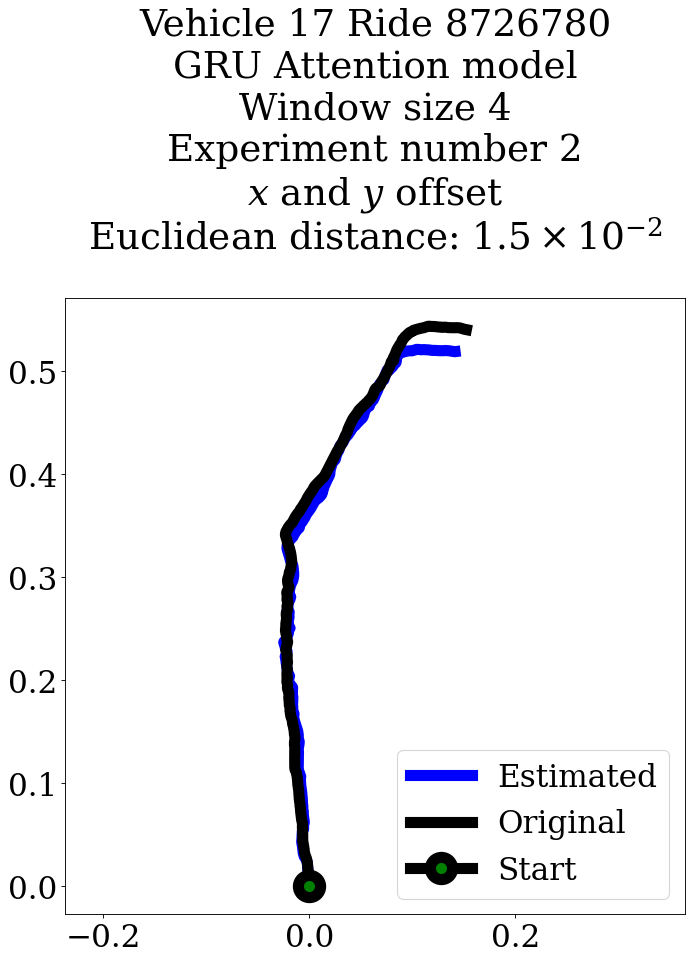 Vehicle 17 Ride 8726780
GRU Attention model
Window size 4
Experiment number 2
x and y offset
Euclidean distance: 1.5 × 10⁻²
0.5
0.4
0.3
0.2
0.1
0.0
Estimated
Original
Start
−0.2 0.0 0.2